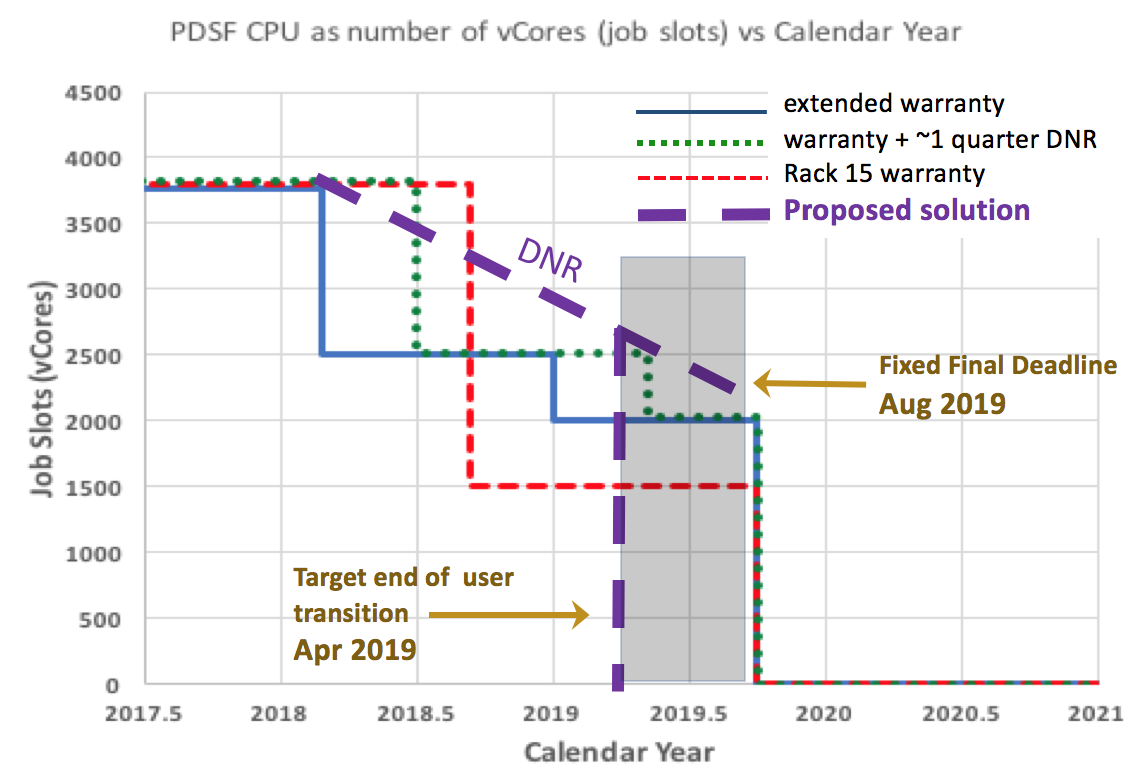 PDSF CPU as number of vCores (job slots) vs Calendar Year
4500
4000
3500
3000
2500
2000
1500
1000
500
0
Job Slots (vCores)
extended warranty
warranty + ~1 quarter DNR
Rack 15 warranty
Proposed solution
DNR
Fixed Final Deadline
Aug 2019
Target end of user
transition
Apr 2019
2017.5
2018
2018.5
2019
2019.5
2020
2020.5
2021
Calendar Year